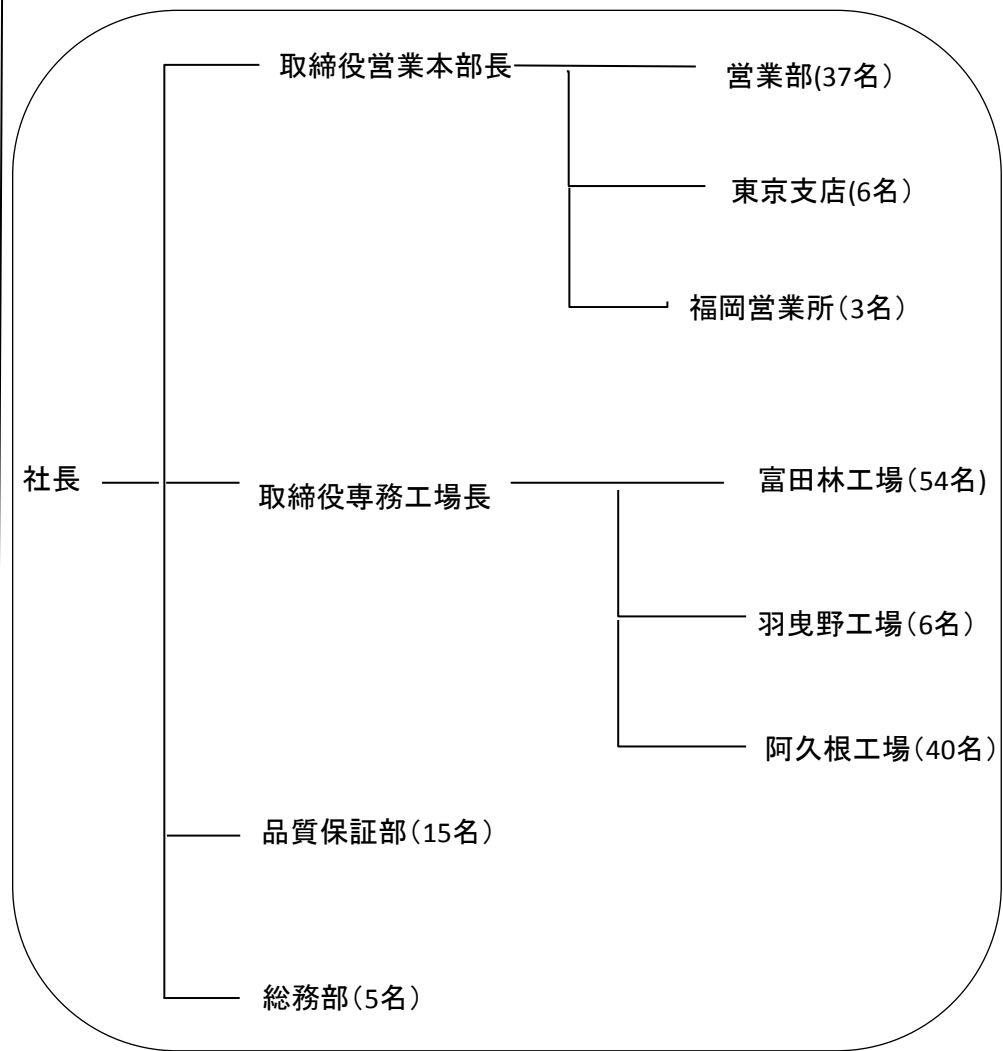 取締役営業本部長
営業部(37名）
東京支店(6名）
福岡営業所（3名）
社長
取締役専務工場長
富田林工場（54名)
羽曳野工場（6名）
阿久根工場（40名）
品質保証部（15名）
総務部（5名）